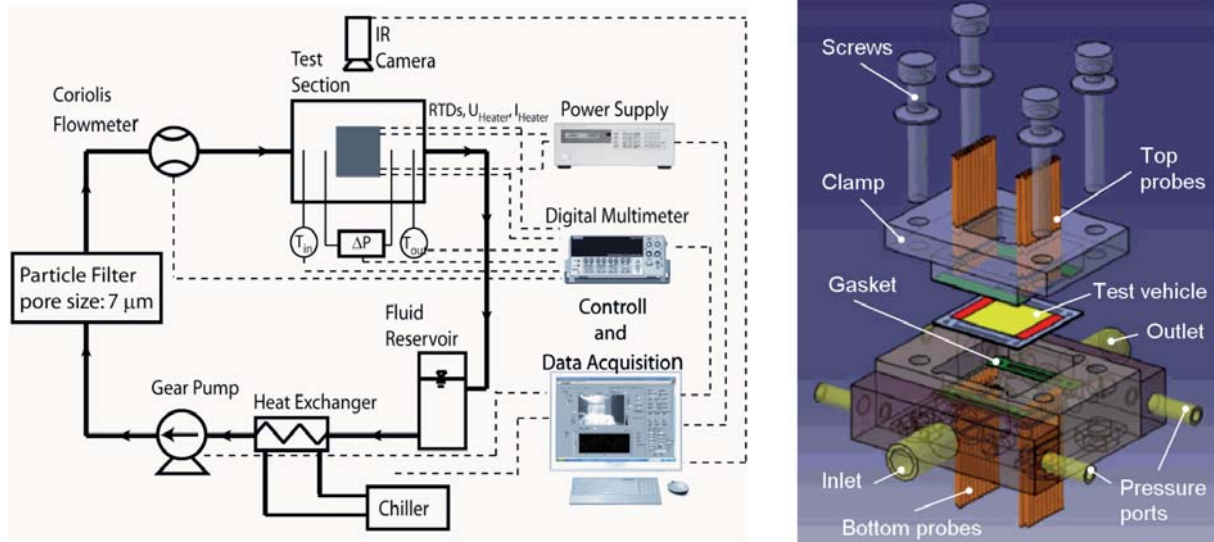 IR
Camera
Test
Section
Coriolis
Flowmeter
RTDs, U_Heater, I_Heater
Power Supply
Digital Multimeter
T_in
ΔP
T_out
Particle Filter
pore size: 7 μm
Controll
and
Data Acquisition
Fluid
Reservoir
Gear Pump
Heat Exchanger
Chiller
Screws
Top
probes
Clamp
Gasket
Test vehicle
Outlet
Inlet
Pressure
ports
Bottom probes